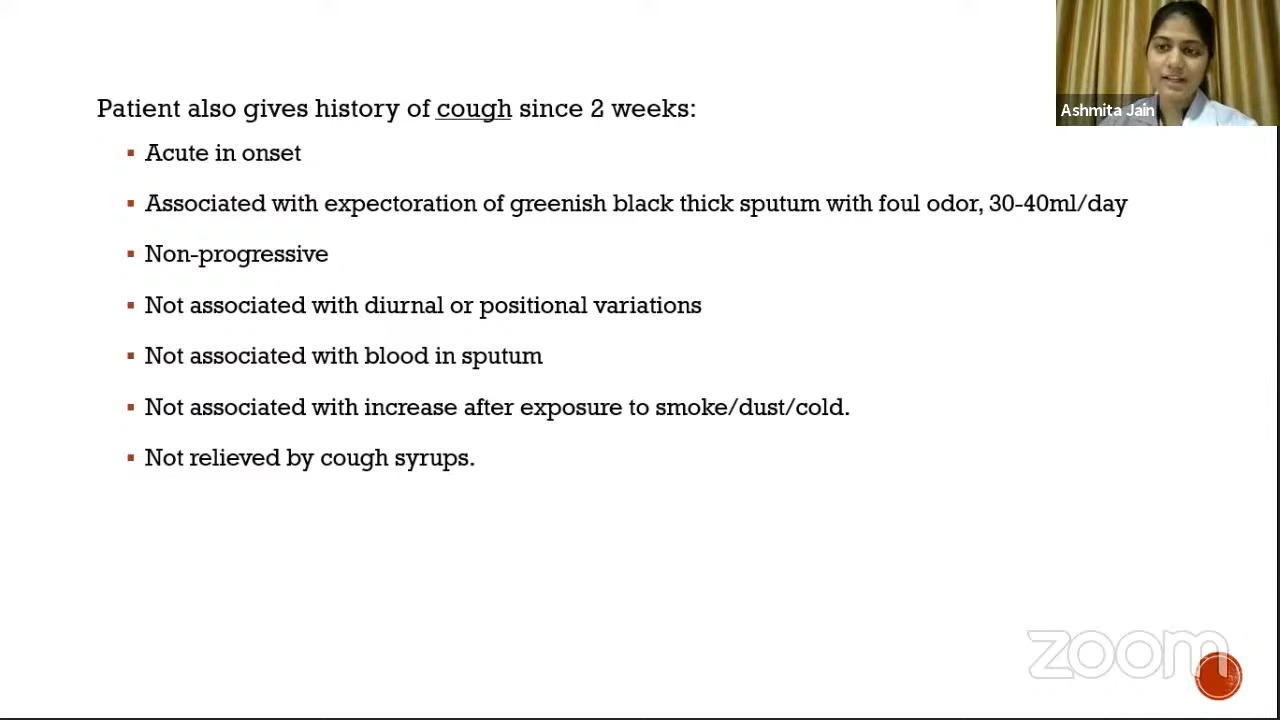 Ashmita Jain
Patient also gives history of cough since 2 weeks:
Acute in onset
Associated with expectoration of greenish black thick sputum with foul odor, 30-40ml/day
Non-progressive
Not associated with diurnal or positional variations
Not associated with blood in sputum
Not associated with increase after exposure to smoke/dust/cold.
Not relieved by cough syrups.
zoom